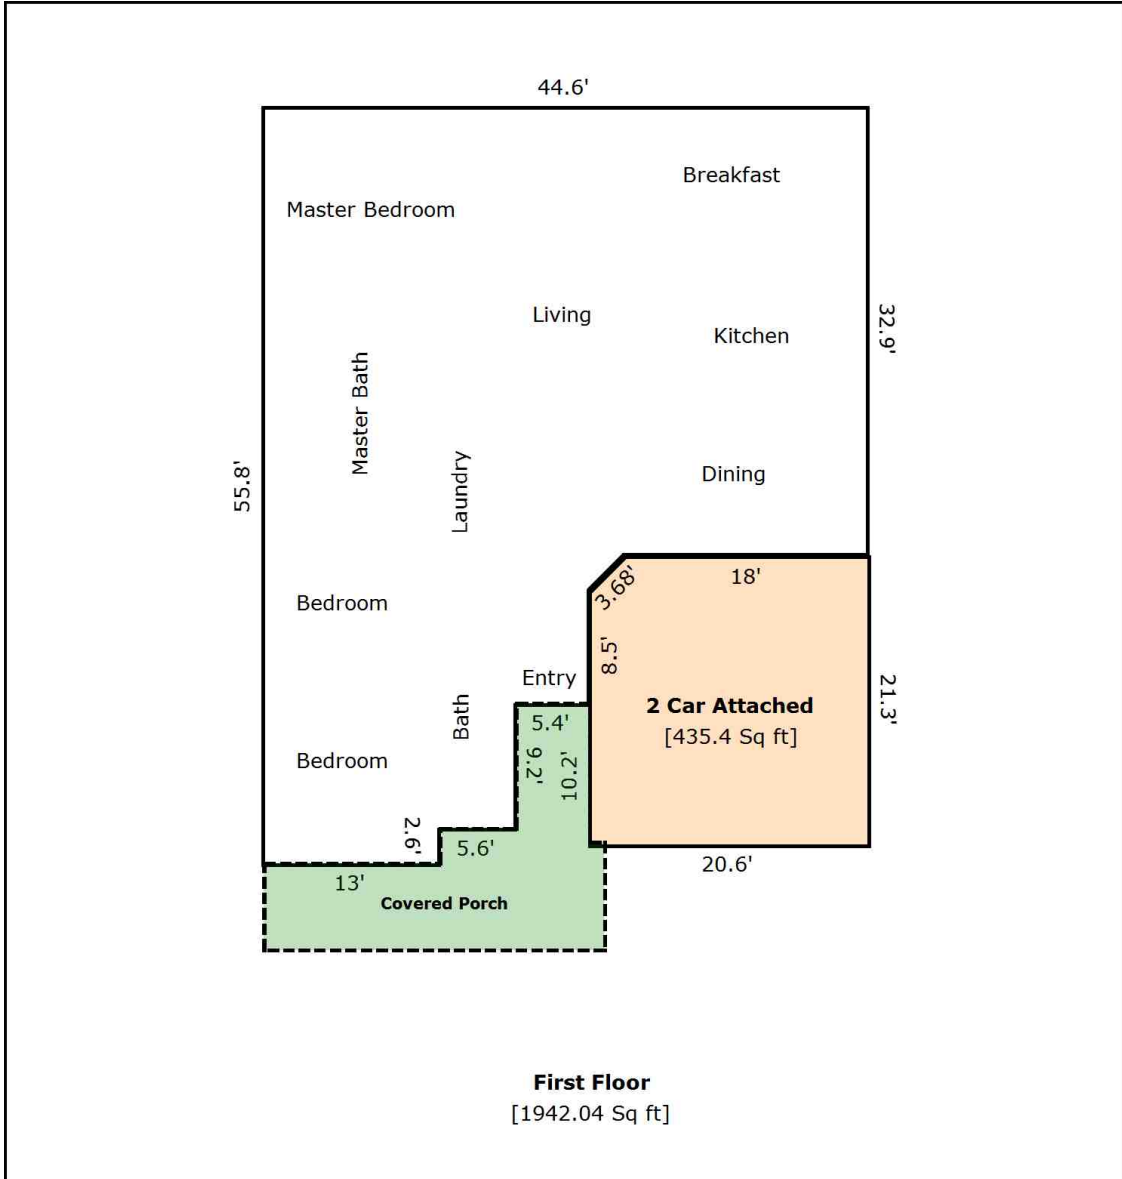 44.6'
Breakfast
Master Bedroom
Living
Kitchen
32.9'
Master Bath
Laundry
Dining
55.8'
18'
3.68'
Bedroom
8.5'
Entry
2 Car Attached
[435.4 Sq ft]
21.3'
Bath
5.4'
9.2'
10.2'
Bedroom
2.6'
5.6'
20.6'
13'
Covered Porch
First Floor
[1942.04 Sq ft]